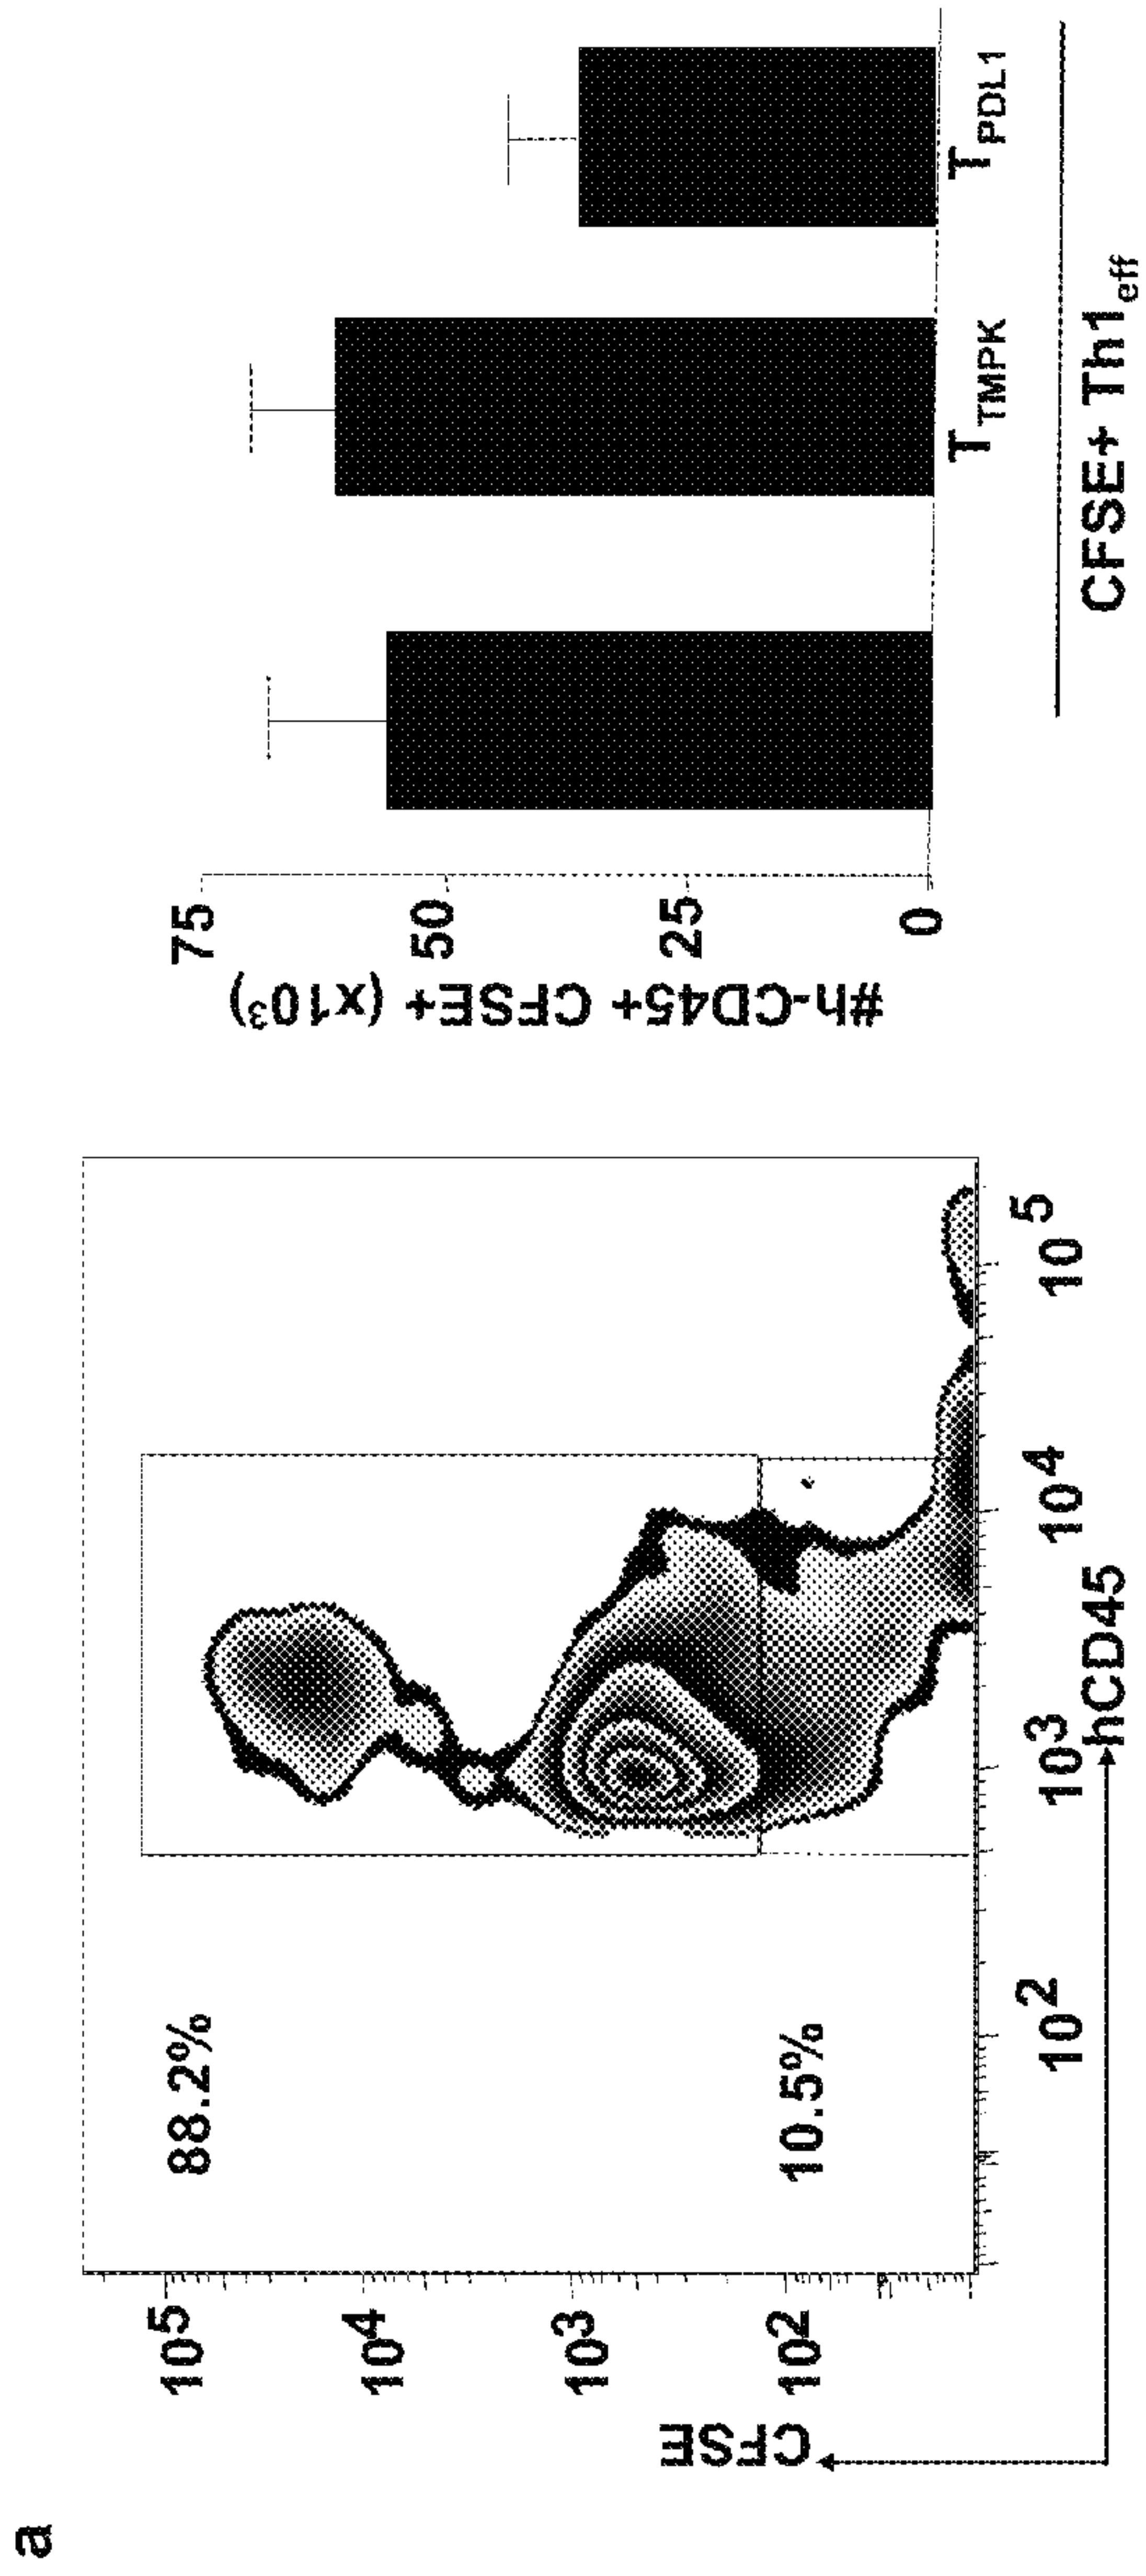 a
CFSE
10⁵
10⁴
10³
10²
88.2%
10.5%
10² 10³ 10⁴ 10⁵
hCD45
#h-CD45+ CFSE+ (x10³)
75
50
25
0
T_TMPK T_PDL1
CFSE+ Th1_eff